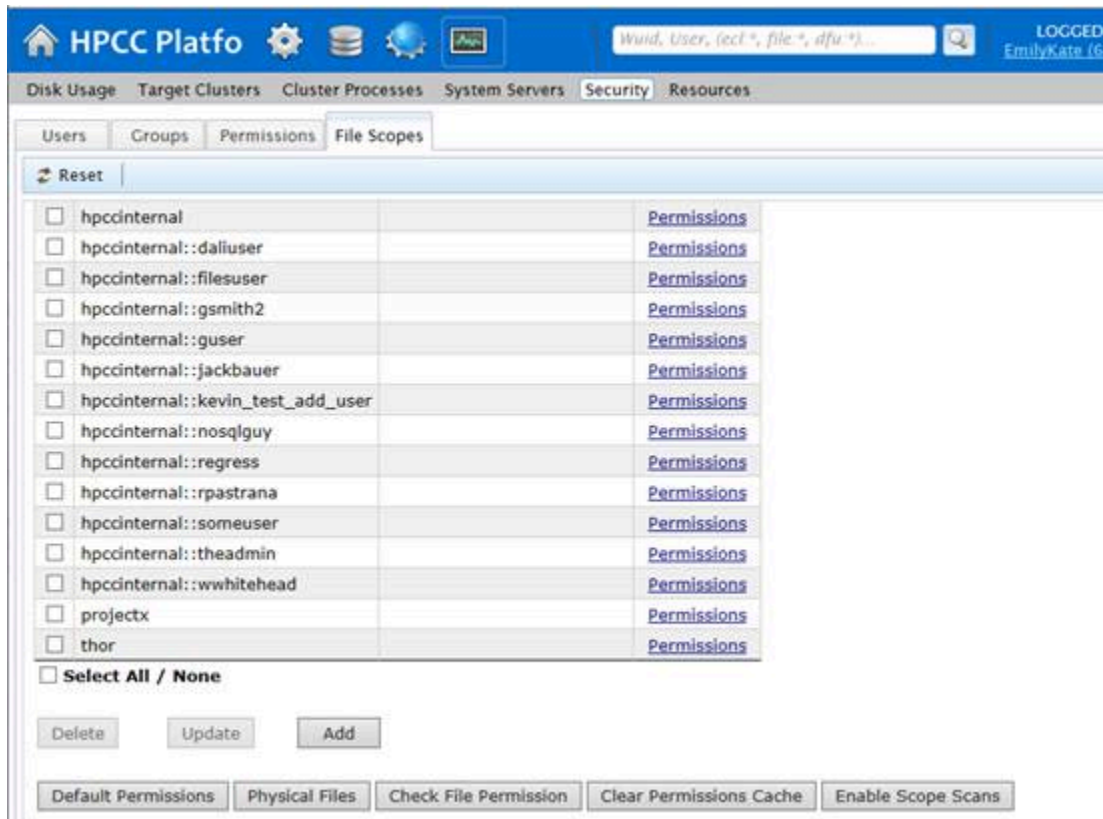 HPCC Platfo Wuid, User, (ecl:*, file:*, dfu:*)... LOGGED
EmilyKate (6
Disk Usage Target Clusters Cluster Processes System Servers Security Resources
Users Groups Permissions File Scopes
Reset
hpccinternal Permissions
hpccinternal::daliuser Permissions
hpccinternal::filesuser Permissions
hpccinternal::gsmith2 Permissions
hpccinternal::guser Permissions
hpccinternal::jackbauer Permissions
hpccinternal::kevin_test_add_user Permissions
hpccinternal::nosqlguy Permissions
hpccinternal::regress Permissions
hpccinternal::rpastrana Permissions
hpccinternal::someuser Permissions
hpccinternal::theadmin Permissions
hpccinternal::wwhitehead Permissions
projectx Permissions
thor Permissions
Select All / None
Delete Update Add
Default Permissions Physical Files Check File Permission Clear Permissions Cache Enable Scope Scans